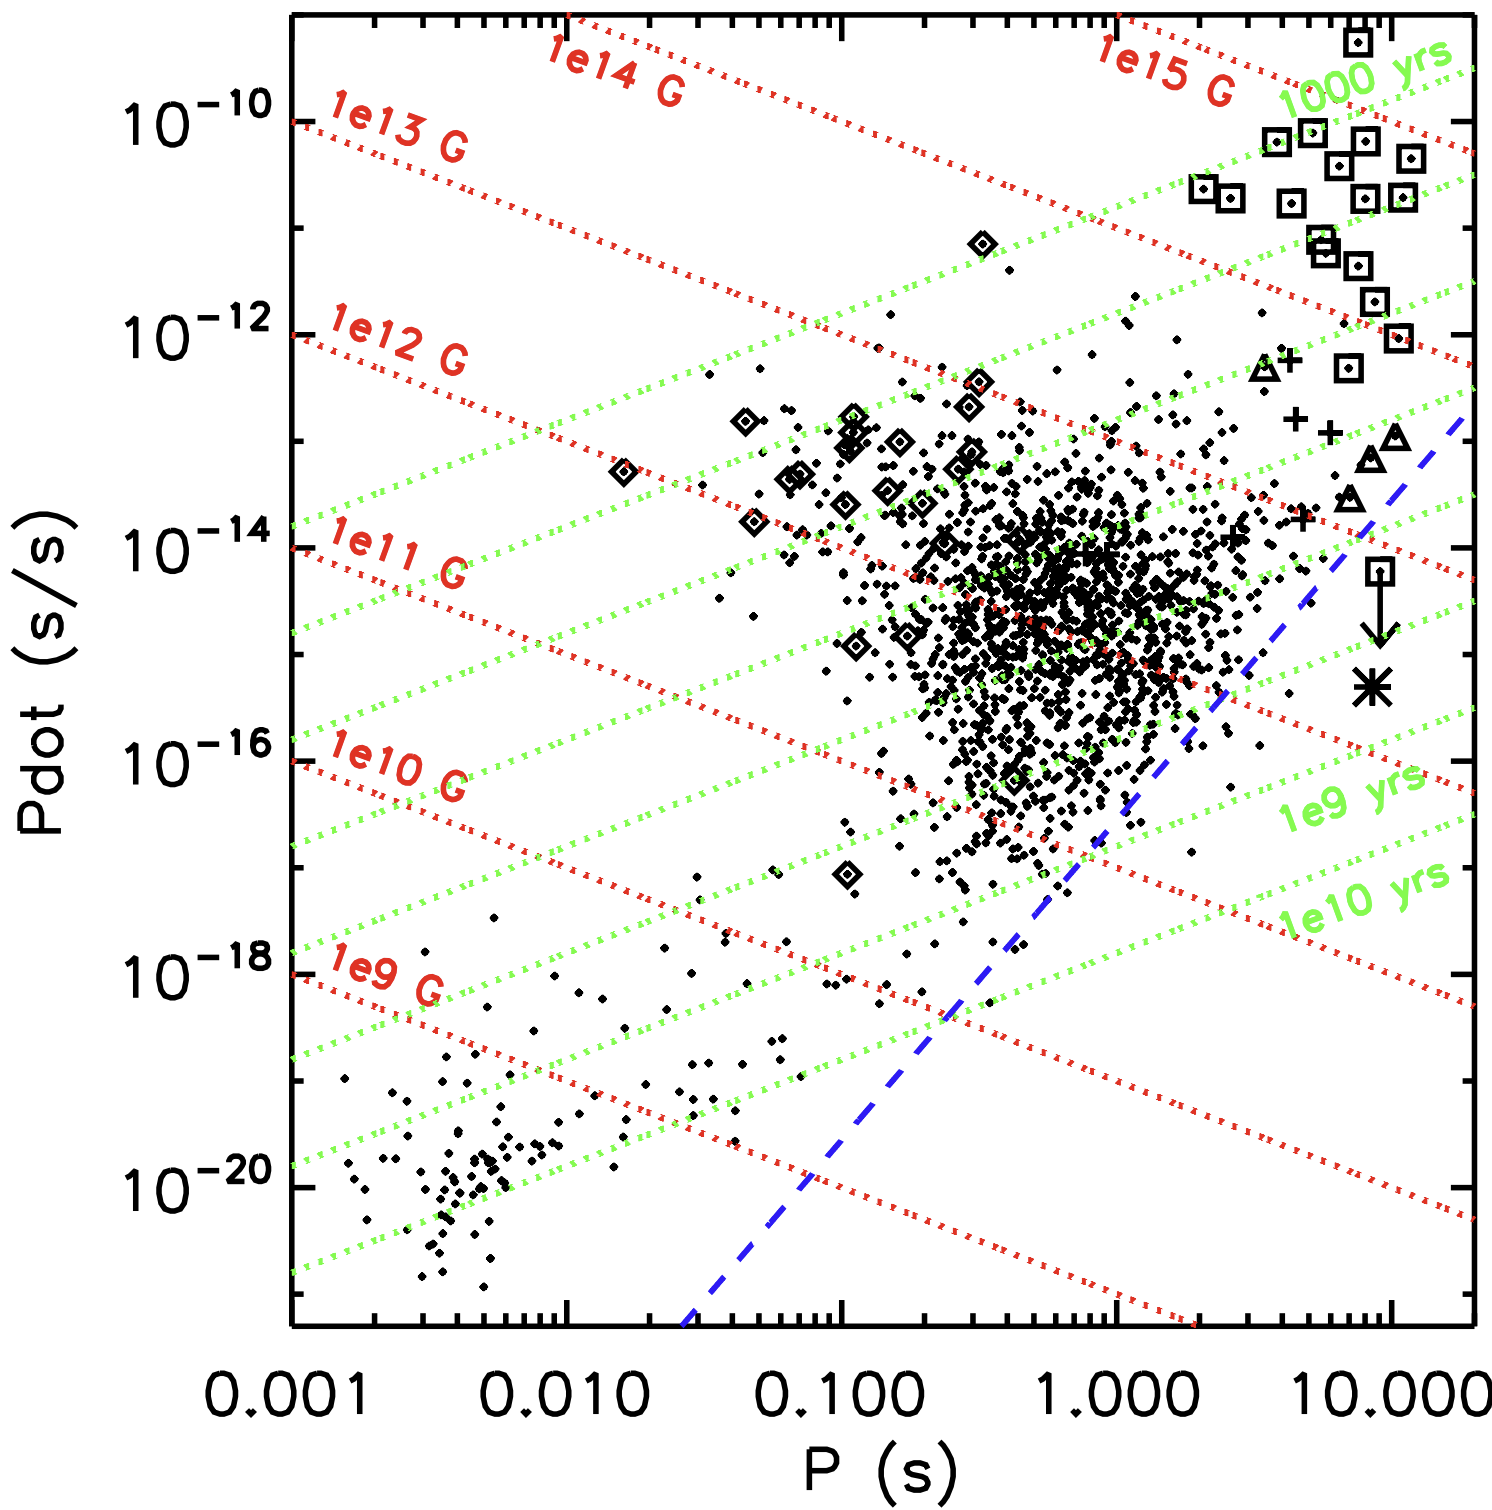 1e14 G
1e15 G
1000 yrs
10⁻¹⁰
1e13 G
10⁻¹²
1e12 G
10⁻¹⁴
1e11 G
Pdot (s/s)
10⁻¹⁶
1e10 G
1e9 yrs
1e10 yrs
10⁻¹⁸
1e9 G
10⁻²⁰
0.001 0.010 0.100 1.000 10.000
P (s)